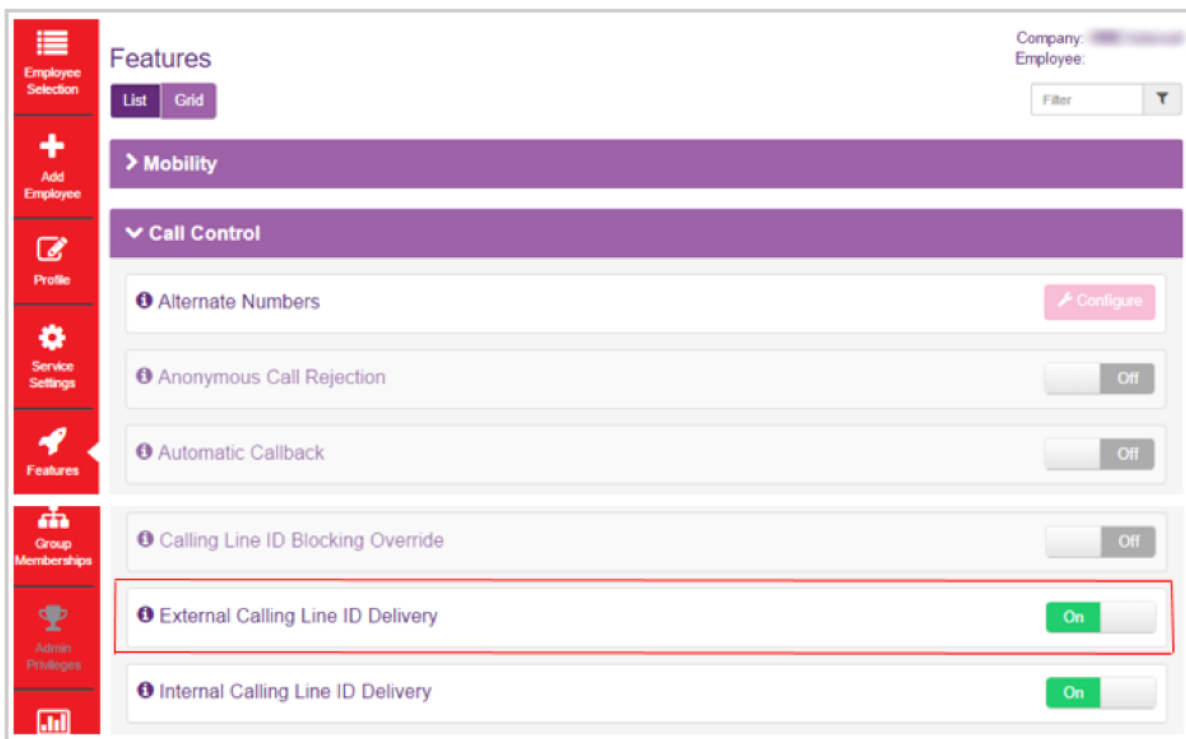 Employee
Selection
Add
Employee
Profile
Service
Settings
Features
Group
Memberships
Admin
Privileges
Features
Company:
Employee:
List Grid
Filter
Mobility
Call Control
Alternate Numbers
Configure
Anonymous Call Rejection
Off
Automatic Callback
Off
Calling Line ID Blocking Override
Off
External Calling Line ID Delivery
On
Internal Calling Line ID Delivery
On